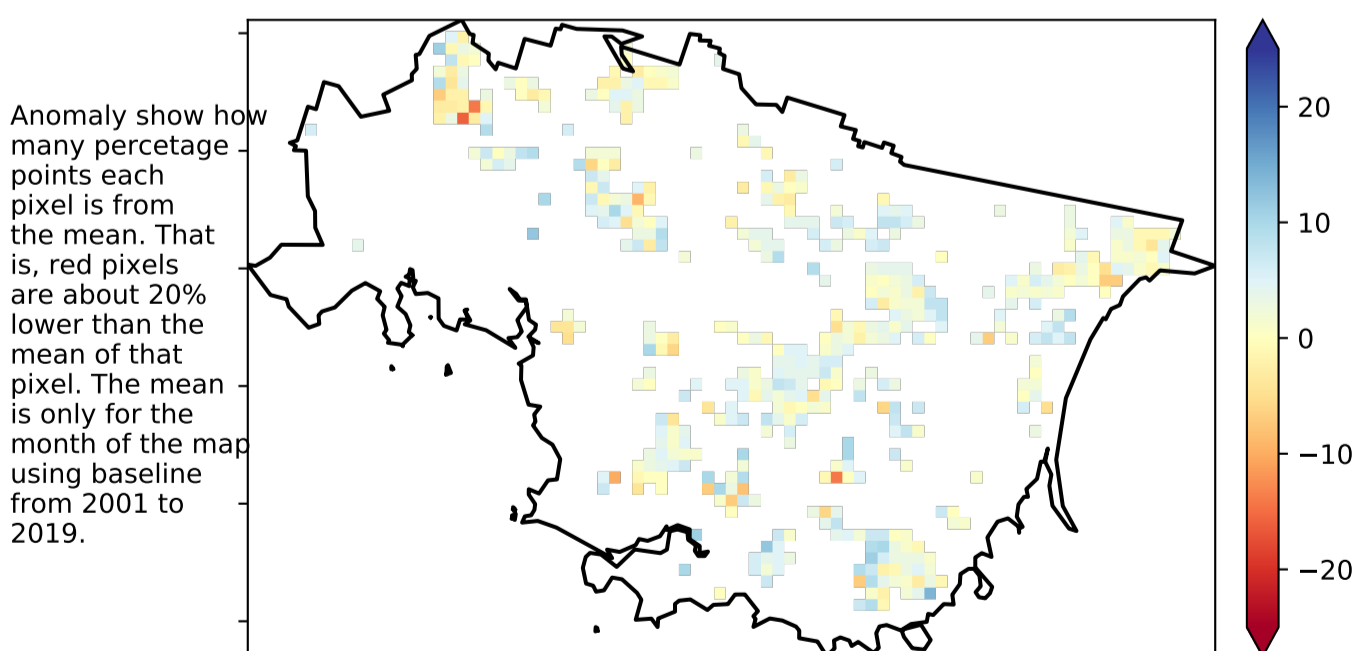 Anomaly show how
many percetage
points each
pixel is from
the mean. That
is, red pixels
are about 20%
lower than the
mean of that
pixel. The mean
is only for the
month of the map
using baseline
from 2001 to
2019.
20
10
0
−10
−20